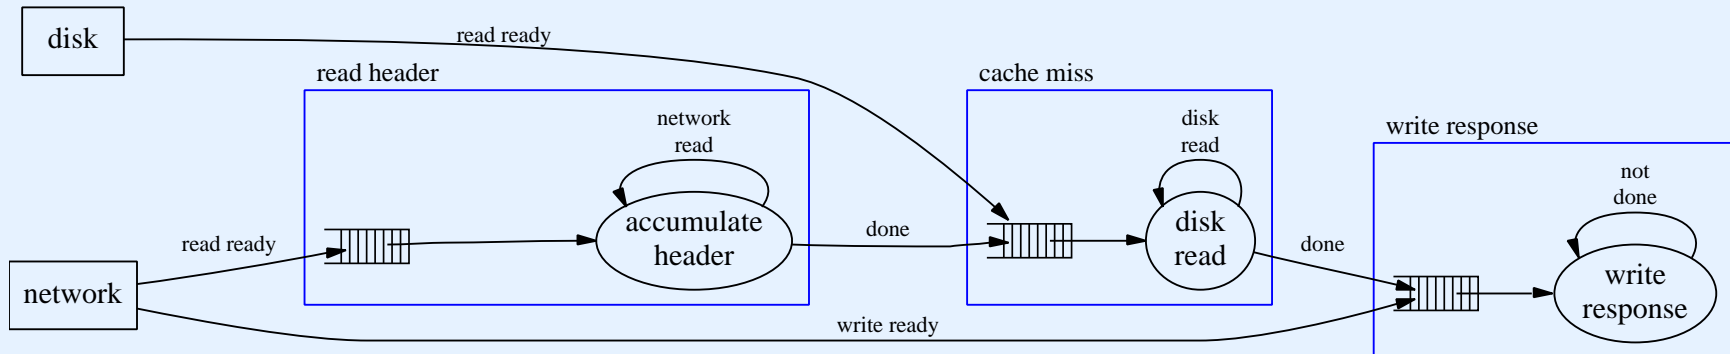 disk
read ready
read header
cache miss
write response
network
read
disk
read
not
done
accumulate
header
disk
read
read ready
done
done
network
write
response
write ready